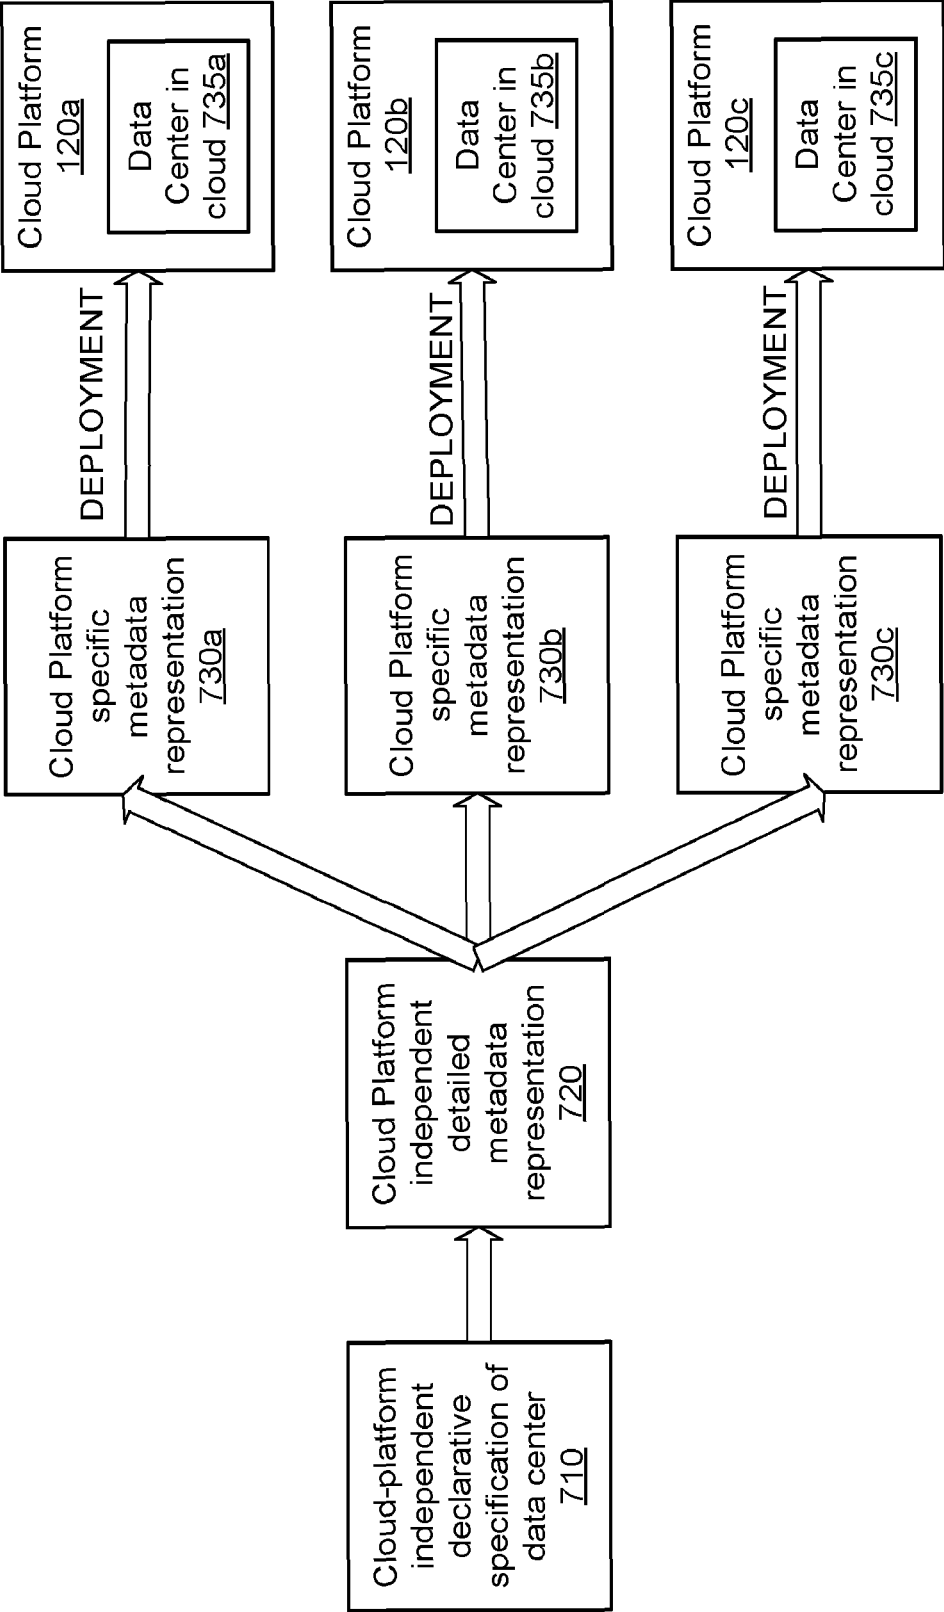 Cloud-platform
independent
declarative
specification of
data center
710
Cloud Platform
independent
detailed
metadata
representation
720
Cloud Platform
specific
metadata
representation
730a
DEPLOYMENT
Cloud Platform
120a
Data
Center in
cloud 735a
Cloud Platform
specific
metadata
representation
730b
DEPLOYMENT
Cloud Platform
120b
Data
Center in
cloud 735b
Cloud Platform
specific
metadata
representation
730c
DEPLOYMENT
Cloud Platform
120c
Data
Center in
cloud 735c